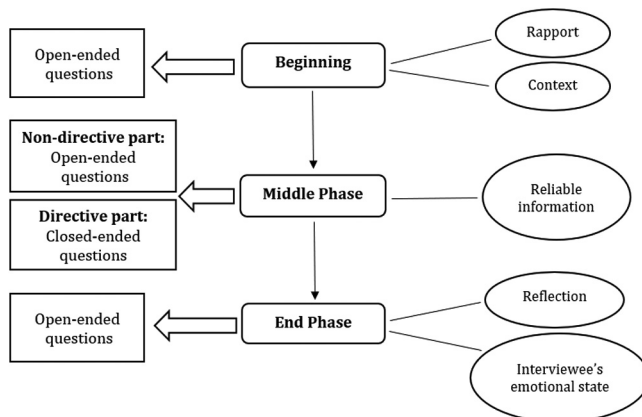 Rapport
Open-ended
questions
Beginning
Context
Non-directive part:
Open-ended
questions
Middle Phase
Reliable
information
Directive part:
Closed-ended
questions
Reflection
Open-ended
questions
End Phase
Interviewee's
emotional state